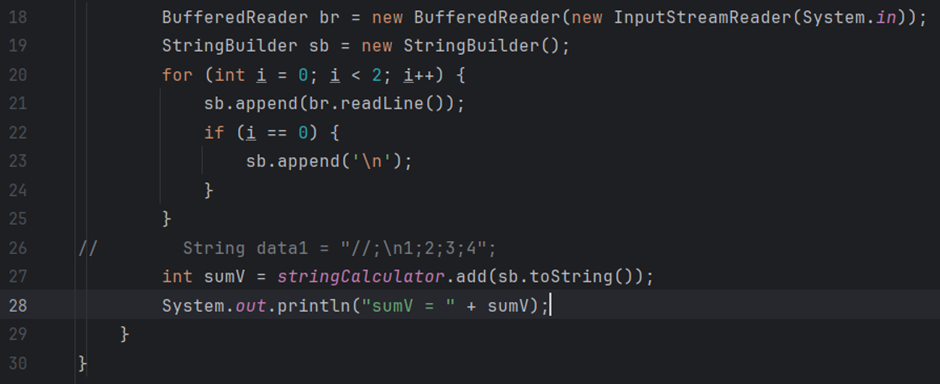 18 BufferedReader br = new BufferedReader(new InputStreamReader(System.in));
19 StringBuilder sb = new StringBuilder();
20 for (int i = 0; i < 2; i++) {
21 sb.append(br.readLine());
22 if (i == 0) {
23 sb.append('\n');
24 }
25 }
26 // String data1 = "//;\n1;2;3;4";
27 int sumV = stringCalculator.add(sb.toString());
28 System.out.println("sumV = " + sumV);
29 }
30 }